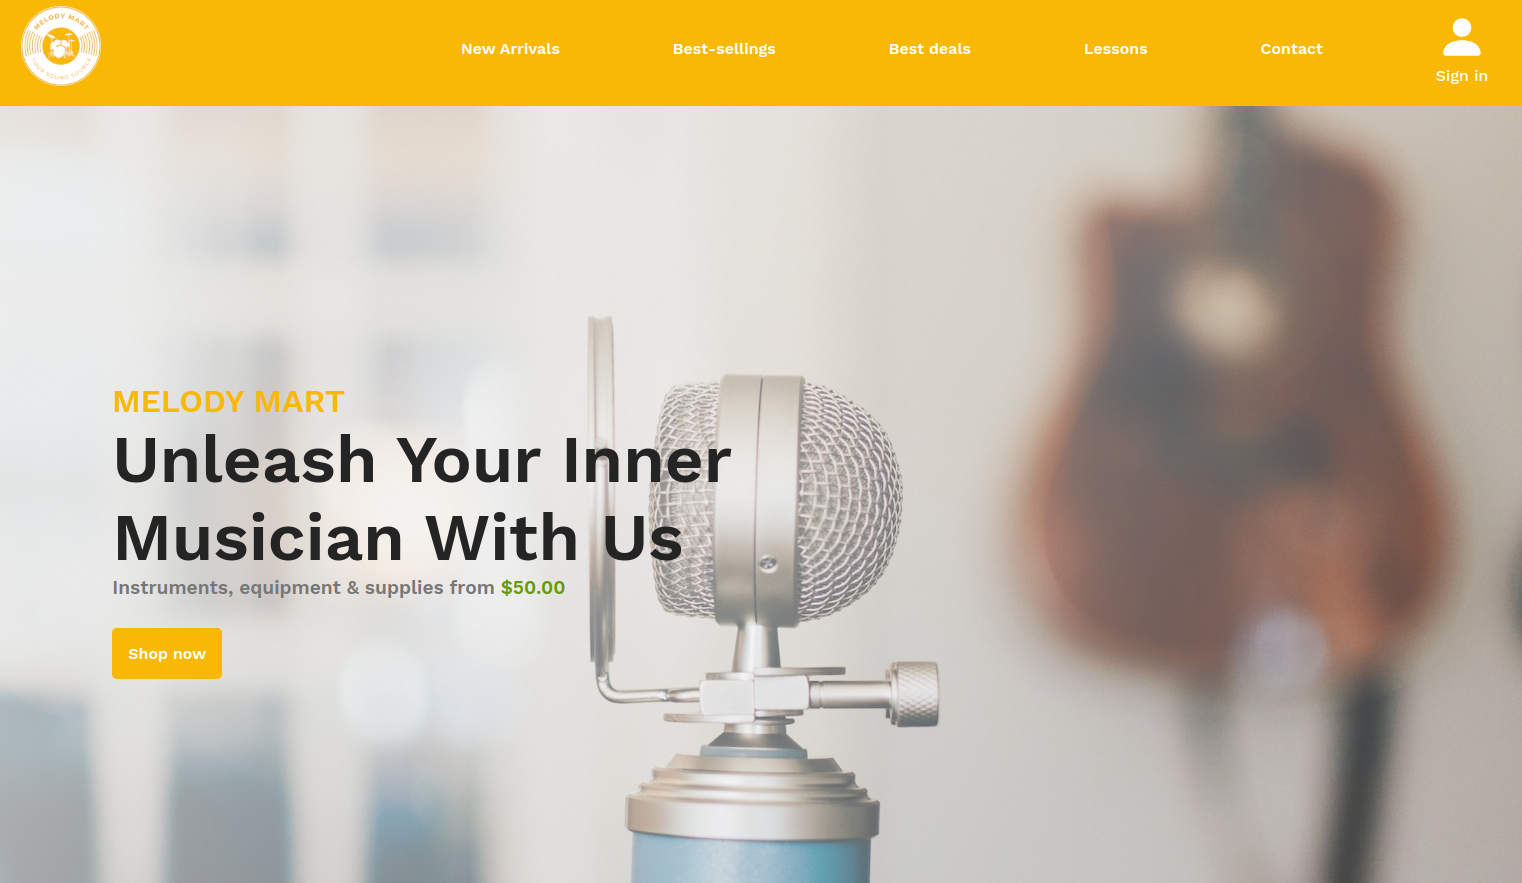 MELODY MART
YOUR SOUND SOURCE
New Arrivals
Best-sellings
Best deals
Lessons
Contact
Sign in
MELODY MART
Unleash Your Inner
Musician With Us
Instruments, equipment & supplies from $50.00
Shop now